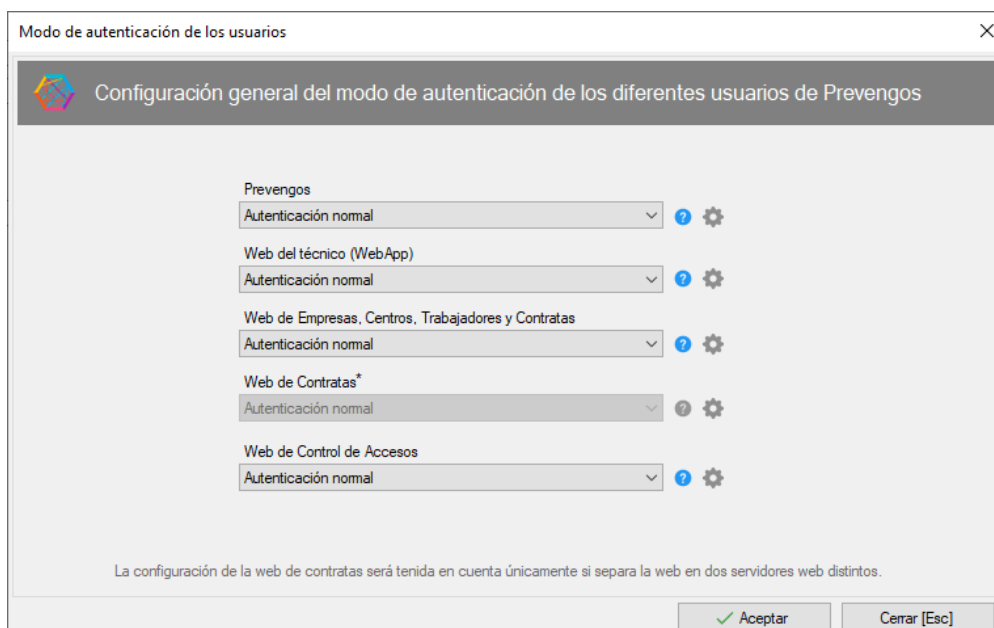 Modo de autenticación de los usuarios
Configuración general del modo de autenticación de los diferentes usuarios de Prevengos
Prevengos
Autenticación normal
Web del técnico (WebApp)
Autenticación normal
Web de Empresas, Centros, Trabajadores y Contratas
Autenticación normal
Web de Contratas*
Autenticación normal
Web de Control de Accesos
Autenticación normal
La configuración de la web de contratas será tenida en cuenta únicamente si separa la web en dos servidores web distintos.
Aceptar Cerrar [Esc]